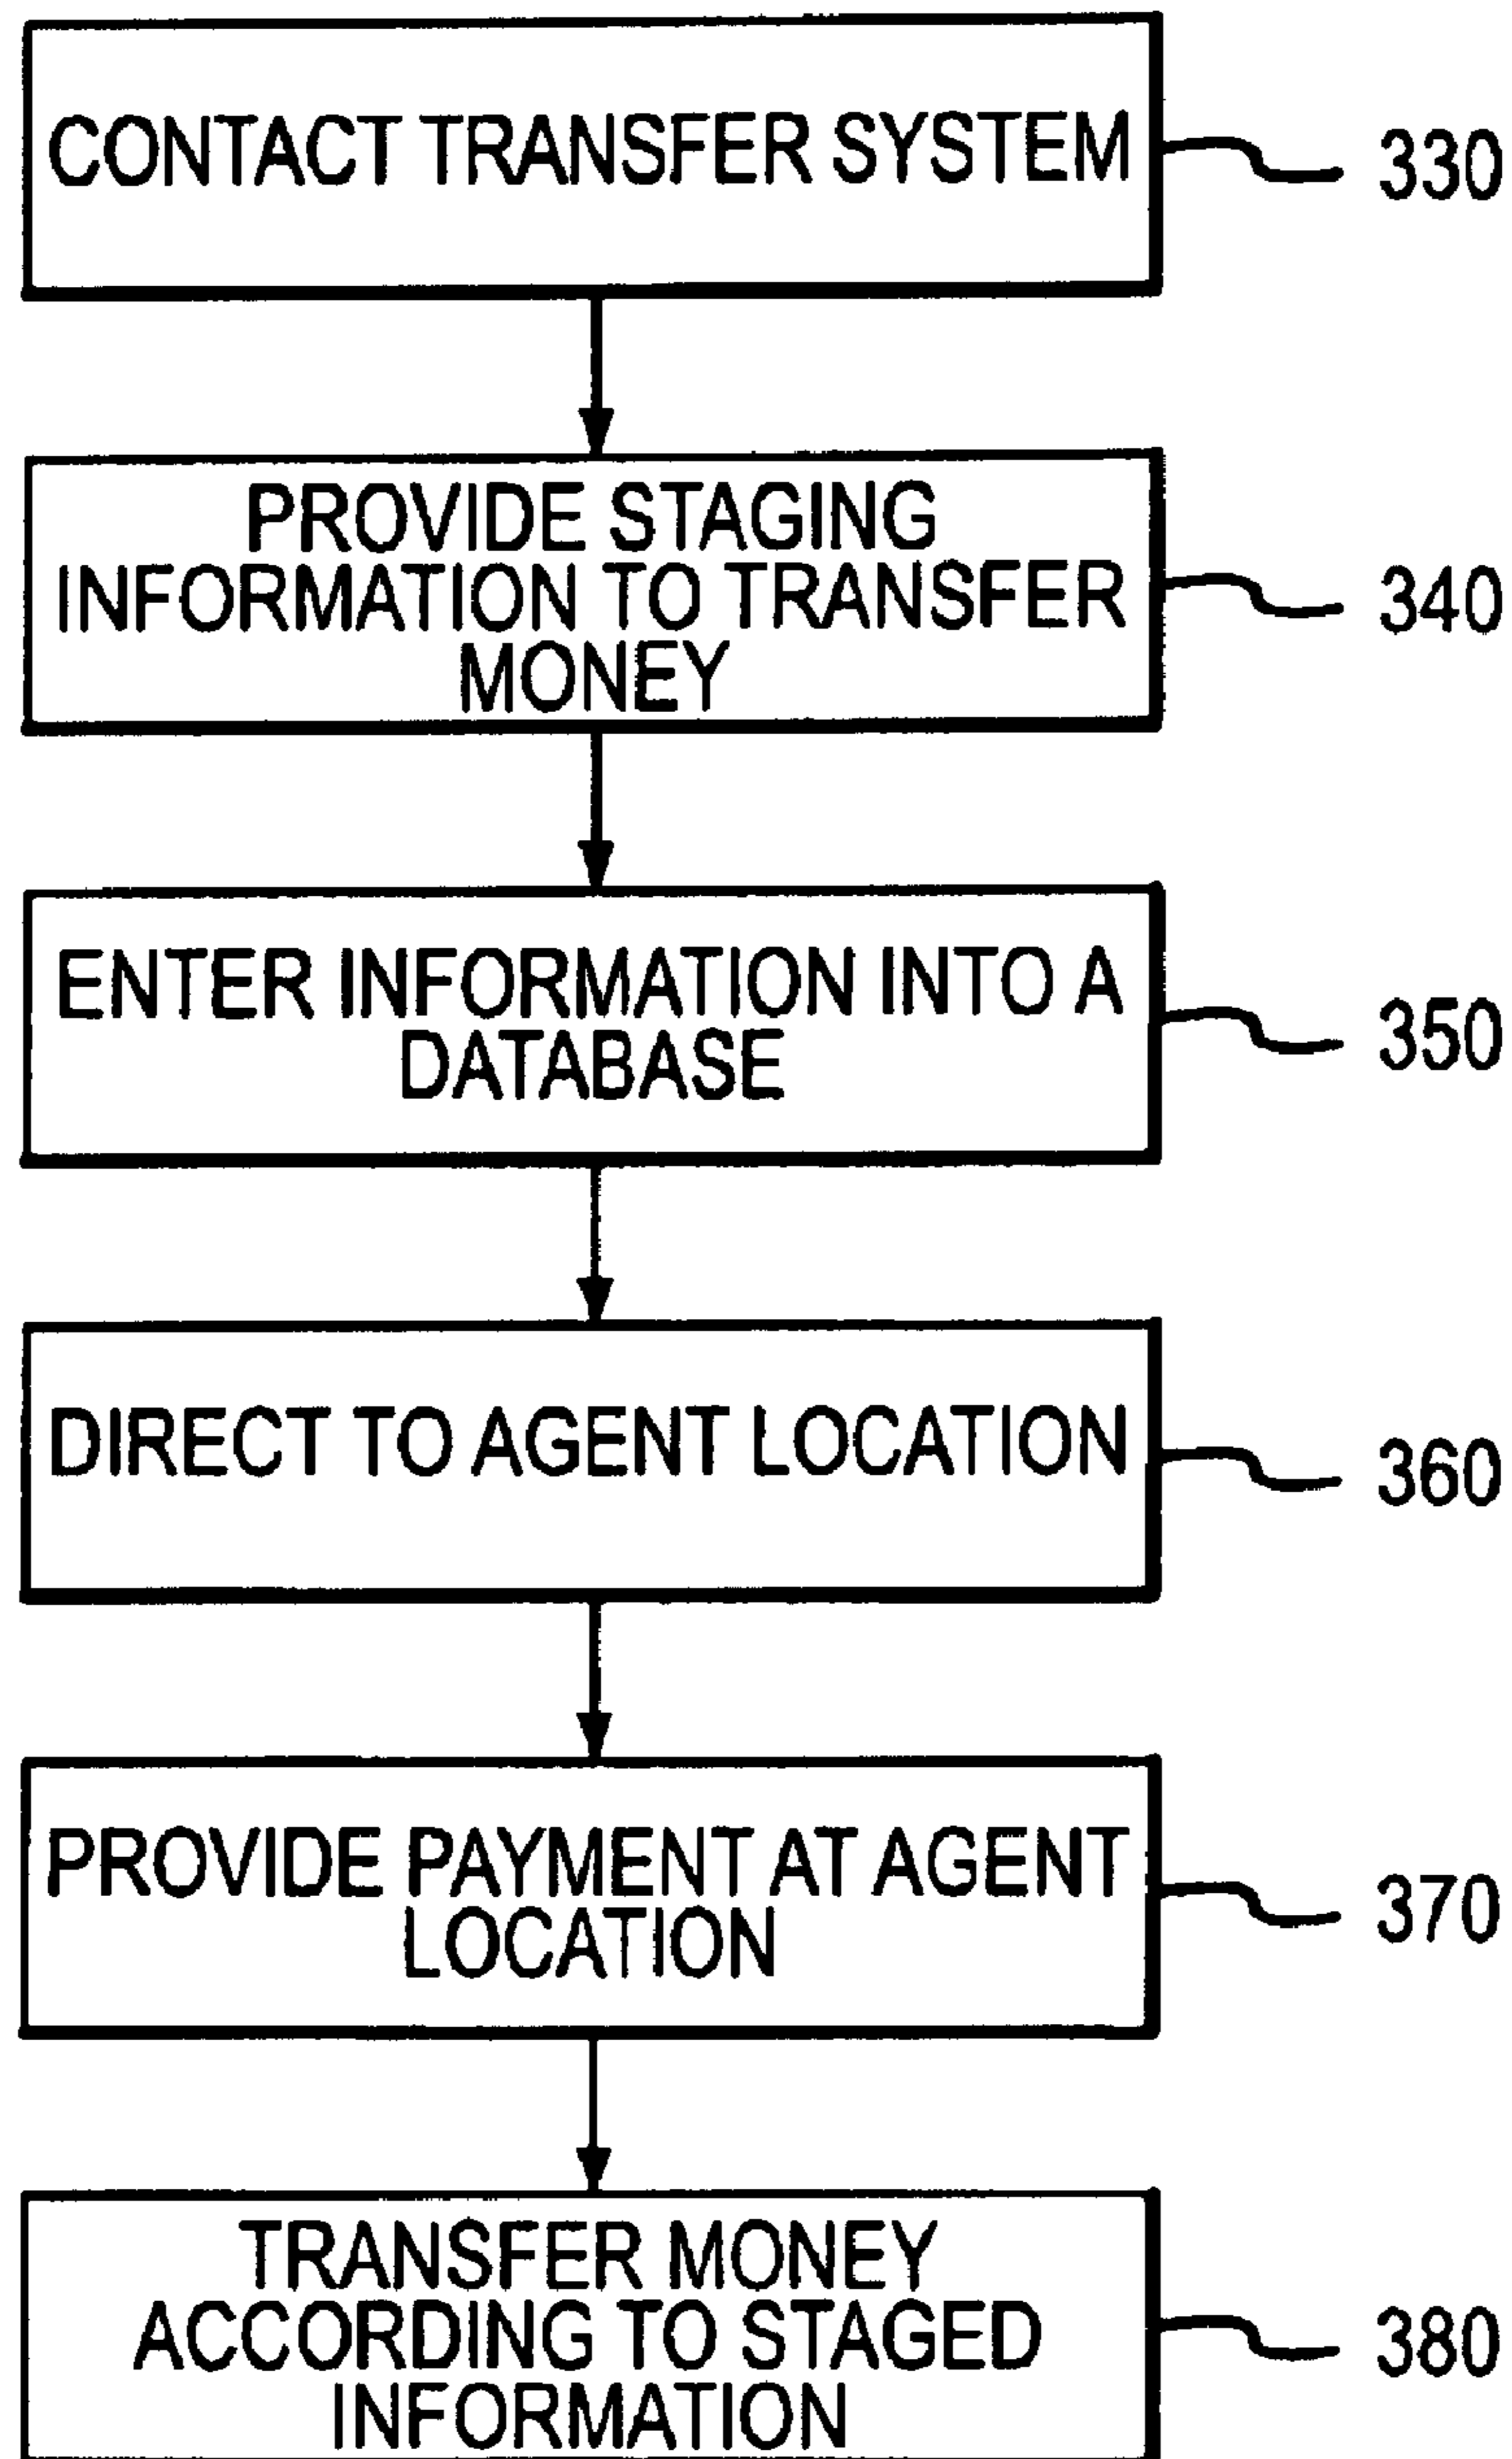 CONTACT TRANSFER SYSTEM
330
PROVIDE STAGING
INFORMATION TO TRANSFER
MONEY
340
ENTER INFORMATION INTO A
DATABASE
350
DIRECT TO AGENT LOCATION
360
PROVIDE PAYMENT AT AGENT
LOCATION
370
TRANSFER MONEY
ACCORDING TO STAGED
INFORMATION
380